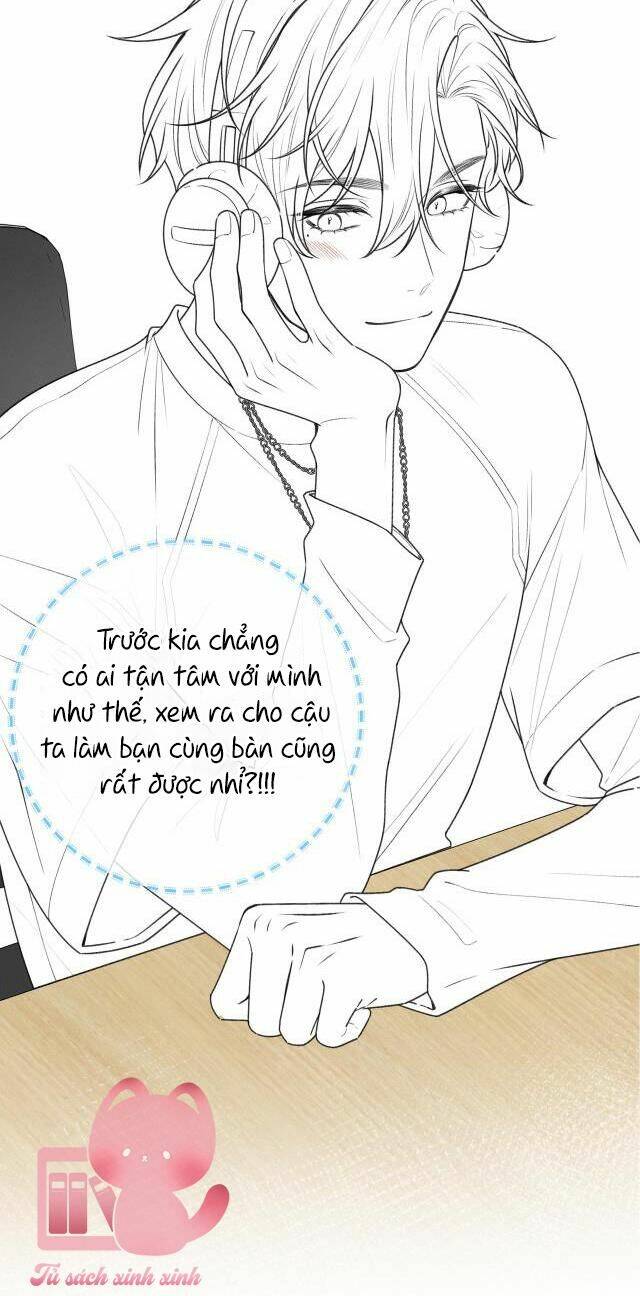 Trước kia chẳng
có ai tận tâm với mình
như thế, xem ra cho cậu
ta làm bạn cùng bàn cũng
rất được nhỉ?!!!
Tủ sách xinh xinh